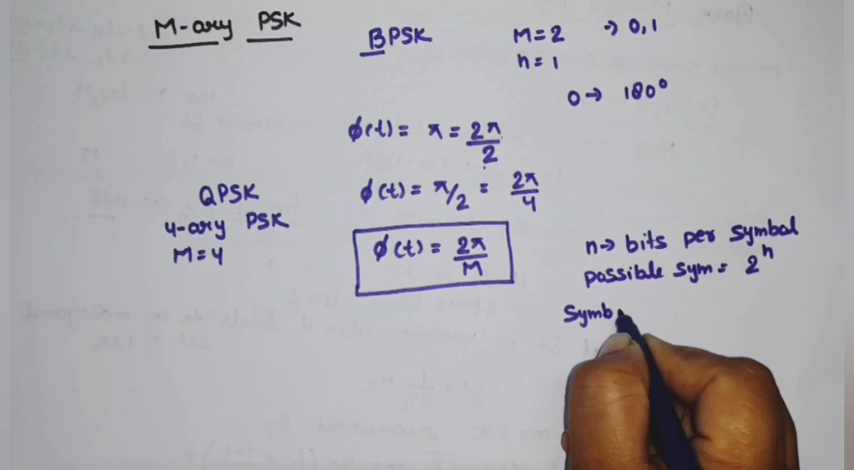 M-ary PSK
BPSK
M=2 → 0,1
n=1
0→ 180°
φ(t) = π = 2π/2
φ(t) = π/2 = 2π/4
QPSK
4-ary PSK
M=4
φ(t) = 2π/M
n→ bits per symbol
possible sym = 2^n
Symb